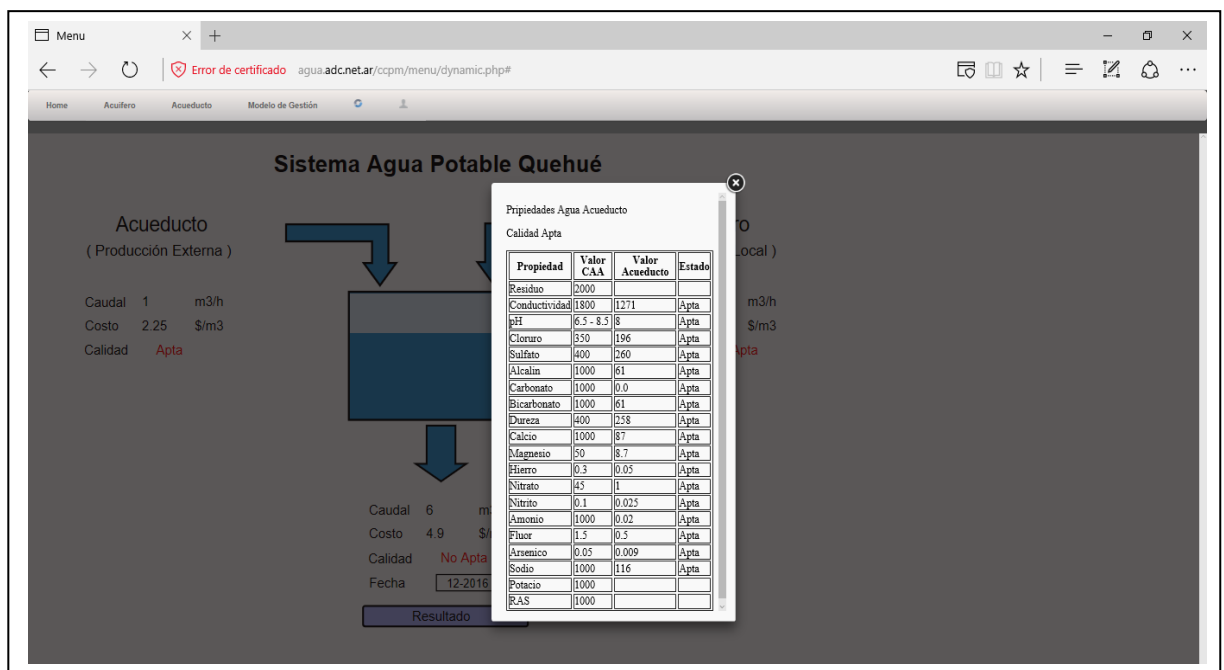 Menu
Error de certificado agua.adc.net.ar/ccpm/menu/dynamic.php#
Home Acuifero Acueducto Modelo de Gestión
Sistema Agua Potable Quehué
Acueducto
( Producción Externa )
Caudal 1 m3/h
Costo 2.25 $/m3
Calidad Apta
ro
Local )
m3/h
$/m3
Apta
Caudal 6 m
Costo 4.9 $/
Calidad No Apta
Fecha 12-2016
Resultado
Pripiedades Agua Acueducto
Calidad Apta
Propiedad Valor CAA Valor Acueducto Estado
Residuo 2000
Conductividad 1800 1271 Apta
pH 6.5 - 8.5 8 Apta
Cloruro 350 196 Apta
Sulfato 400 260 Apta
Alcalin 1000 61 Apta
Carbonato 1000 0.0 Apta
Bicarbonato 1000 61 Apta
Dureza 400 258 Apta
Calcio 1000 87 Apta
Magnesio 50 8.7 Apta
Hierro 0.3 0.05 Apta
Nitrato 45 1 Apta
Nitrito 0.1 0.025 Apta
Amonio 1000 0.02 Apta
Fluor 1.5 0.5 Apta
Arsenico 0.05 0.009 Apta
Sodio 1000 116 Apta
Potacio 1000
RAS 1000